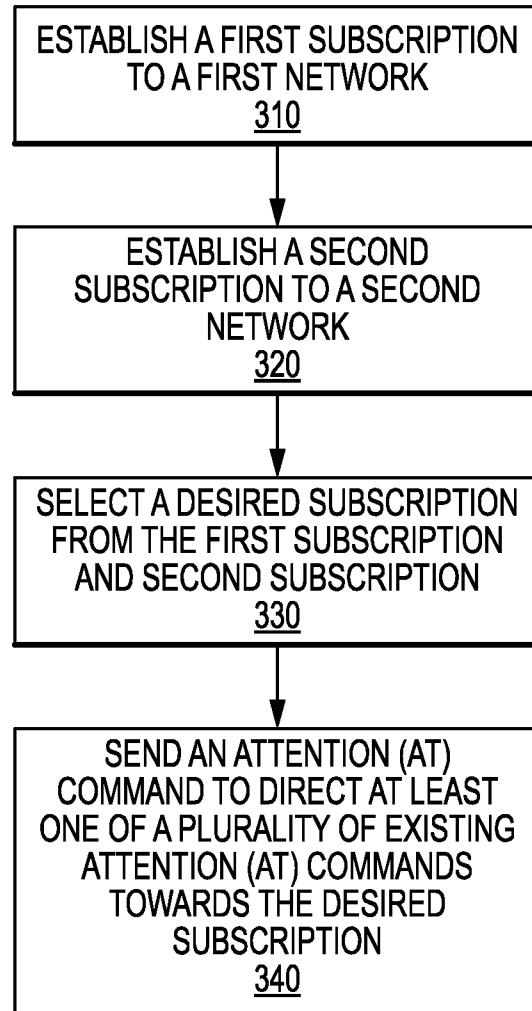 ESTABLISH A FIRST SUBSCRIPTION
TO A FIRST NETWORK
310
ESTABLISH A SECOND
SUBSCRIPTION TO A SECOND
NETWORK
320
SELECT A DESIRED SUBSCRIPTION
FROM THE FIRST SUBSCRIPTION
AND SECOND SUBSCRIPTION
330
SEND AN ATTENTION (AT)
COMMAND TO DIRECT AT LEAST
ONE OF A PLURALITY OF EXISTING
ATTENTION (AT) COMMANDS
TOWARDS THE DESIRED
SUBSCRIPTION
340